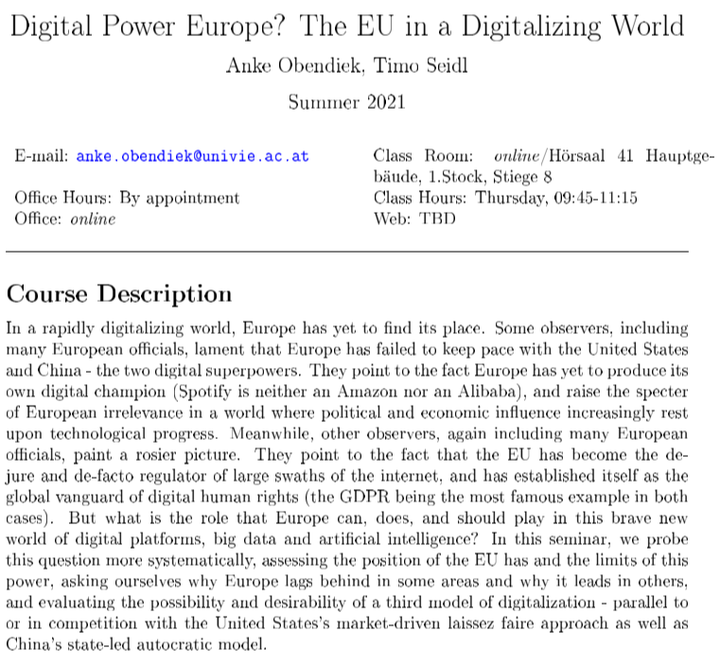 Digital Power Europe? The EU in a Digitalizing World
Anke Obendiek, Timo Seidl
Summer 2021
E-mail: anke.obendiek@univie.ac.at
Office Hours: By appointment
Office: online
Class Room: online/Hörsaal 41 Hauptge-
bäude, 1.Stock, Stiege 8
Class Hours: Thursday, 09:45-11:15
Web: TBD
Course Description
In a rapidly digitalizing world, Europe has yet to find its place. Some observers, including
many European officials, lament that Europe has failed to keep pace with the United States
and China - the two digital superpowers. They point to the fact Europe has yet to produce its
own digital champion (Spotify is neither an Amazon nor an Alibaba), and raise the specter
of European irrelevance in a world where political and economic influence increasingly rest
upon technological progress. Meanwhile, other observers, again including many European
officials, paint a rosier picture. They point to the fact that the EU has become the de-
jure and de-facto regulator of large swaths of the internet, and has established itself as the
global vanguard of digital human rights (the GDPR being the most famous example in both
cases). But what is the role that Europe can, does, and should play in this brave new
world of digital platforms, big data and artificial intelligence? In this seminar, we probe
this question more systematically, assessing the position of the EU has and the limits of this
power, asking ourselves why Europe lags behind in some areas and why it leads in others,
and evaluating the possibility and desirability of a third model of digitalization - parallel to
or in competition with the United States's market-driven laissez faire approach as well as
China's state-led autocratic model.